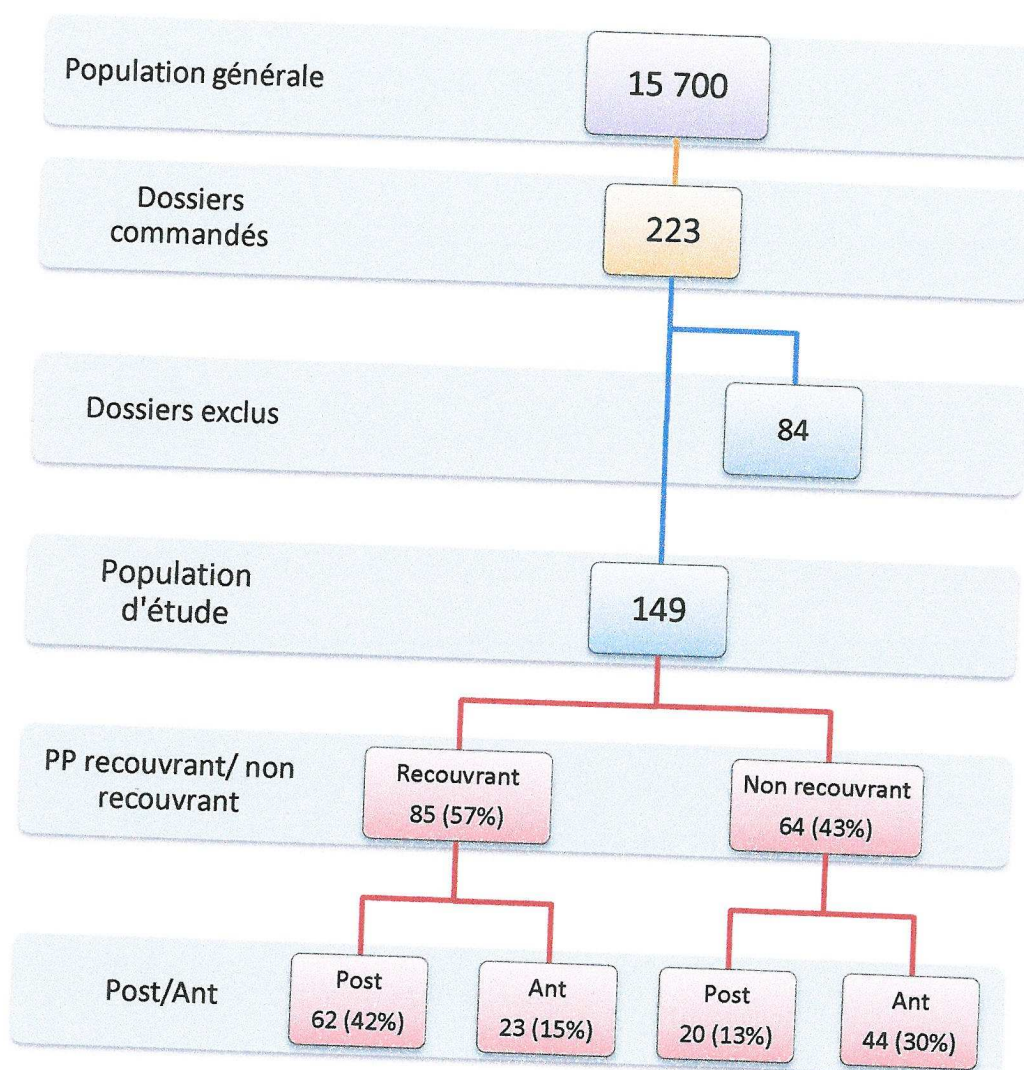 Population générale
15 700
Dossiers
commandés
223
Dossiers exclus
84
Population
d'étude
149
PP recouvrant/ non
recouvrant
Recouvrant
85 (57%)
Non recouvrant
64 (43%)
Post/Ant
Post
62 (42%)
Ant
23 (15%)
Post
20 (13%)
Ant
44 (30%)